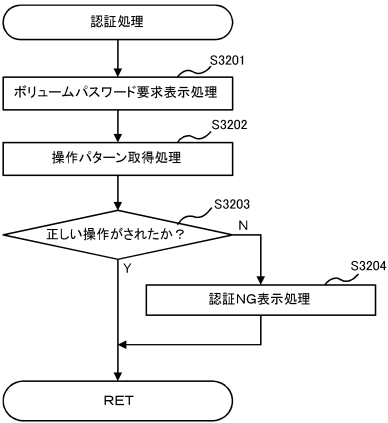 認証処理
S3201
ボリュームパスワード要求表示処理
S3202
操作パターン取得処理
S3203
正しい操作がされたか？
N
Y
S3204
認証ＮＧ表示処理
ＲＥＴ